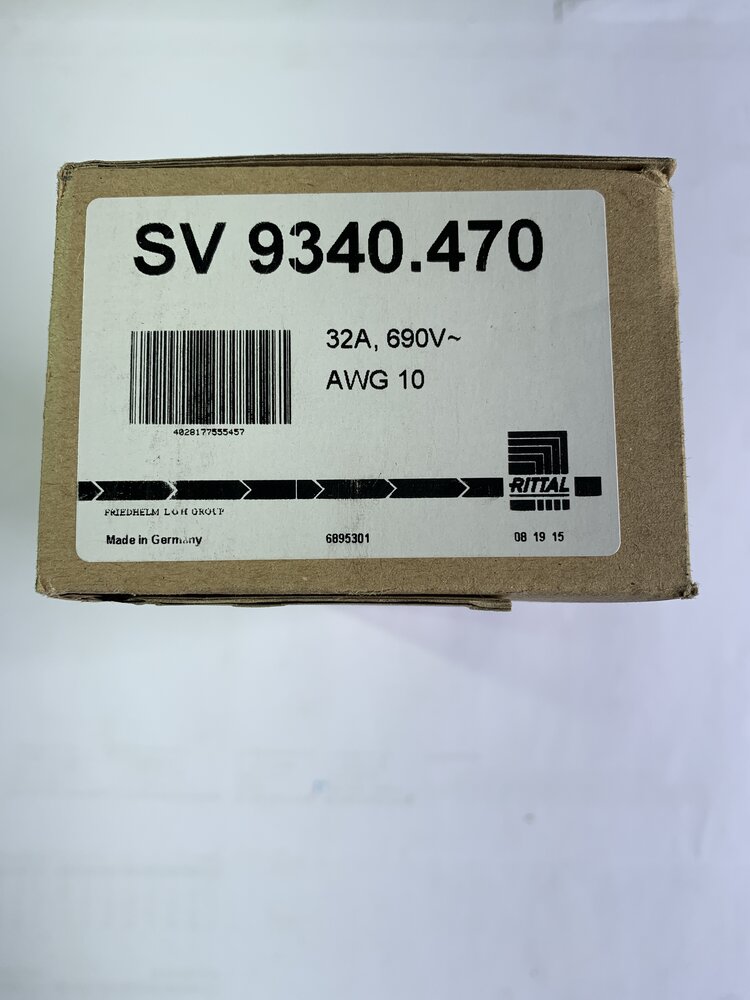 SV 9340.470
32A, 690V~
AWG 10
4028177555457
RITTAL
FRIEDHELM LOH GROUP
Made in Germany
6895301
08 19 15